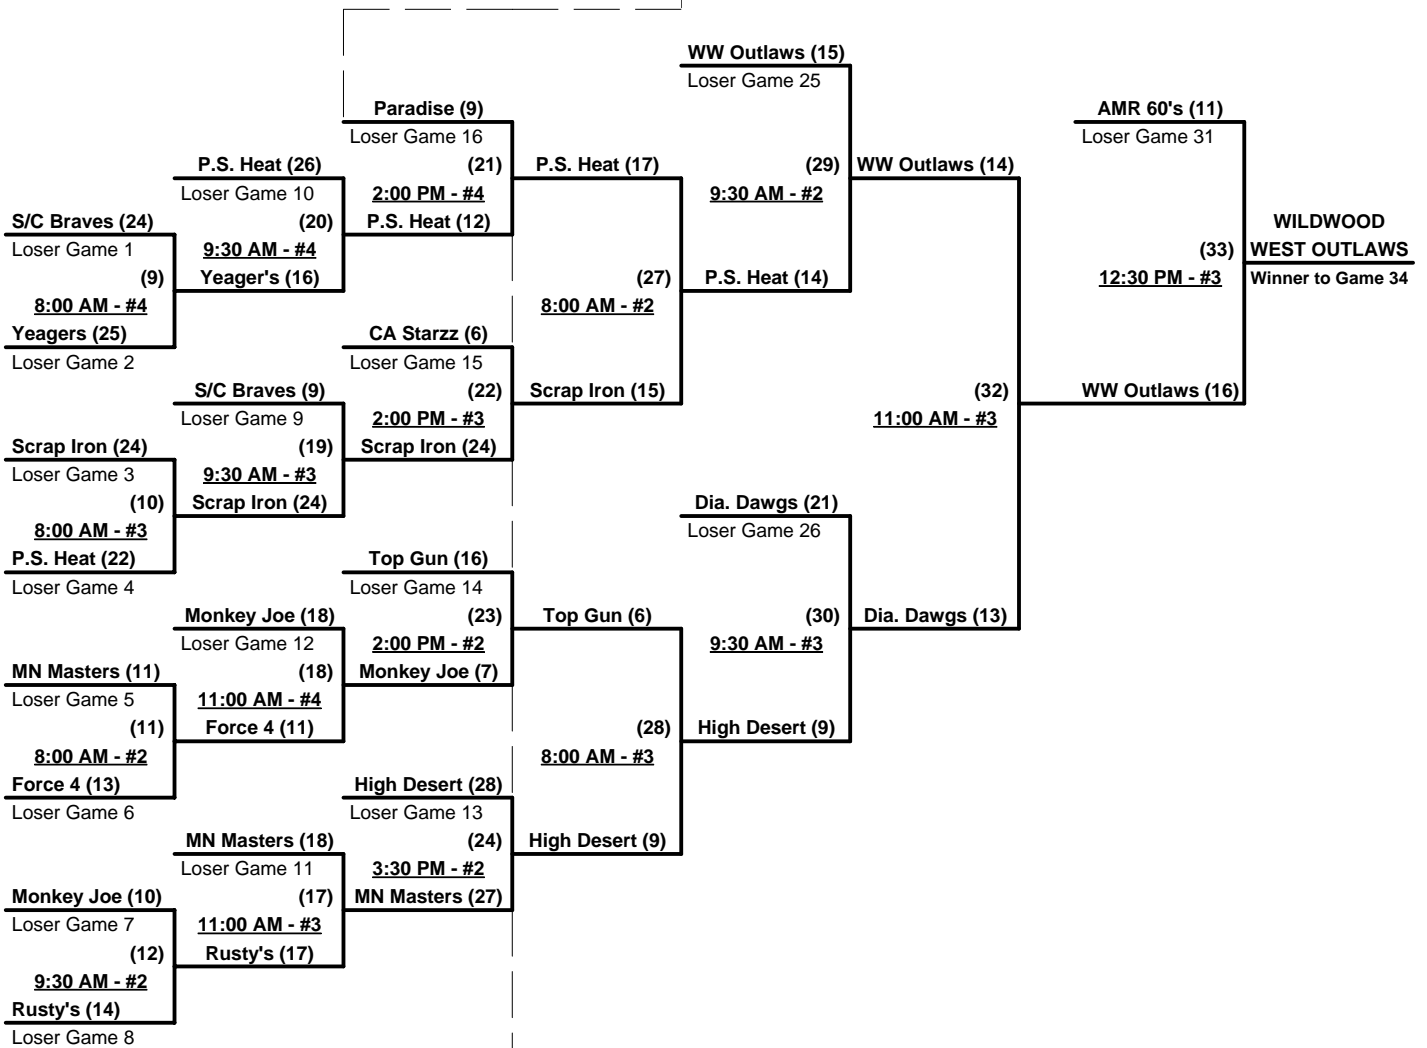 WW Outlaws (15)
Loser Game 25
Paradise (9)
AMR 60's (11)
Loser Game 16
Loser Game 31
P.S. Heat (26)
(21)
P.S. Heat (17)
(29)
WW Outlaws (14)
Loser Game 10
2:00 PM - #4
9:30 AM - #2
S/C Braves (24)
(20)
P.S. Heat (12)
WILDWOOD
Loser Game 1
9:30 AM - #4
(33)
WEST OUTLAWS
(9)
Yeager's (16)
(27)
P.S. Heat (14)
12:30 PM - #3
Winner to Game 34
8:00 AM - #4
8:00 AM - #2
Yeagers (25)
CA Starzz (6)
Loser Game 2
Loser Game 15
S/C Braves (9)
(22)
Scrap Iron (15)
(32)
WW Outlaws (16)
Loser Game 9
2:00 PM - #3
11:00 AM - #3
Scrap Iron (24)
(19)
Scrap Iron (24)
Loser Game 3
9:30 AM - #3
(10)
Scrap Iron (24)
Dia. Dawgs (21)
8:00 AM - #3
Loser Game 26
P.S. Heat (22)
Top Gun (16)
Loser Game 4
Loser Game 14
Monkey Joe (18)
(23)
Top Gun (6)
(30)
Dia. Dawgs (13)
Loser Game 12
2:00 PM - #2
9:30 AM - #3
MN Masters (11)
(18)
Monkey Joe (7)
Loser Game 5
11:00 AM - #4
(11)
Force 4 (11)
(28)
High Desert (9)
8:00 AM - #2
8:00 AM - #3
Force 4 (13)
High Desert (28)
Loser Game 6
Loser Game 13
MN Masters (18)
(24)
High Desert (9)
Loser Game 11
3:30 PM - #2
Monkey Joe (10)
(17)
MN Masters (27)
Loser Game 7
11:00 AM - #3
(12)
Rusty's (17)
9:30 AM - #2
Rusty's (14)
Loser Game 8